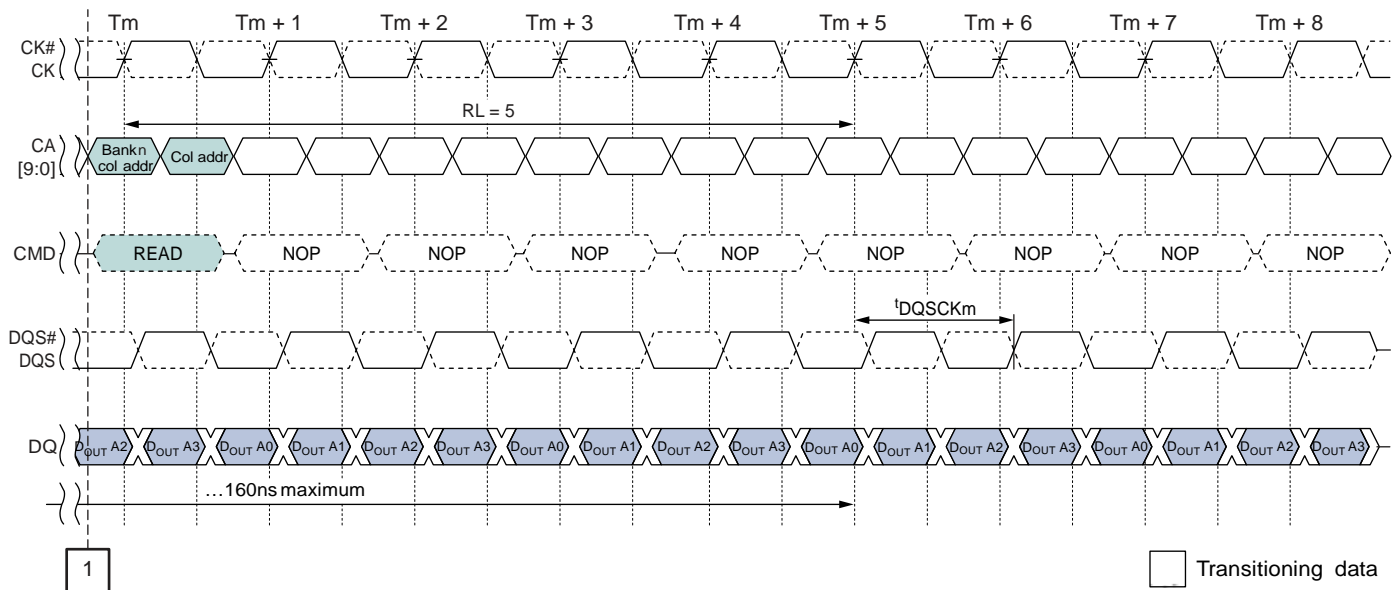 Tm Tm + 1 Tm + 2 Tm + 3 Tm + 4 Tm + 5 Tm + 6 Tm + 7 Tm + 8
CK#
CK
RL = 5
CA
[9:0]
Bankn
col addr
Col addr
CMD READ NOP NOP NOP NOP NOP NOP NOP NOP
tDQSCKm
DQS#
DQS
DQ DOUT A2 DOUT A3 DOUT A0 DOUT A1 DOUT A2 DOUT A3 DOUT A0 DOUT A1 DOUT A2 DOUT A3 DOUT A0 DOUT A1 DOUT A2 DOUT A3 DOUT A0 DOUT A1 DOUT A2 DOUT A3
...160ns maximum
1
Transitioning data